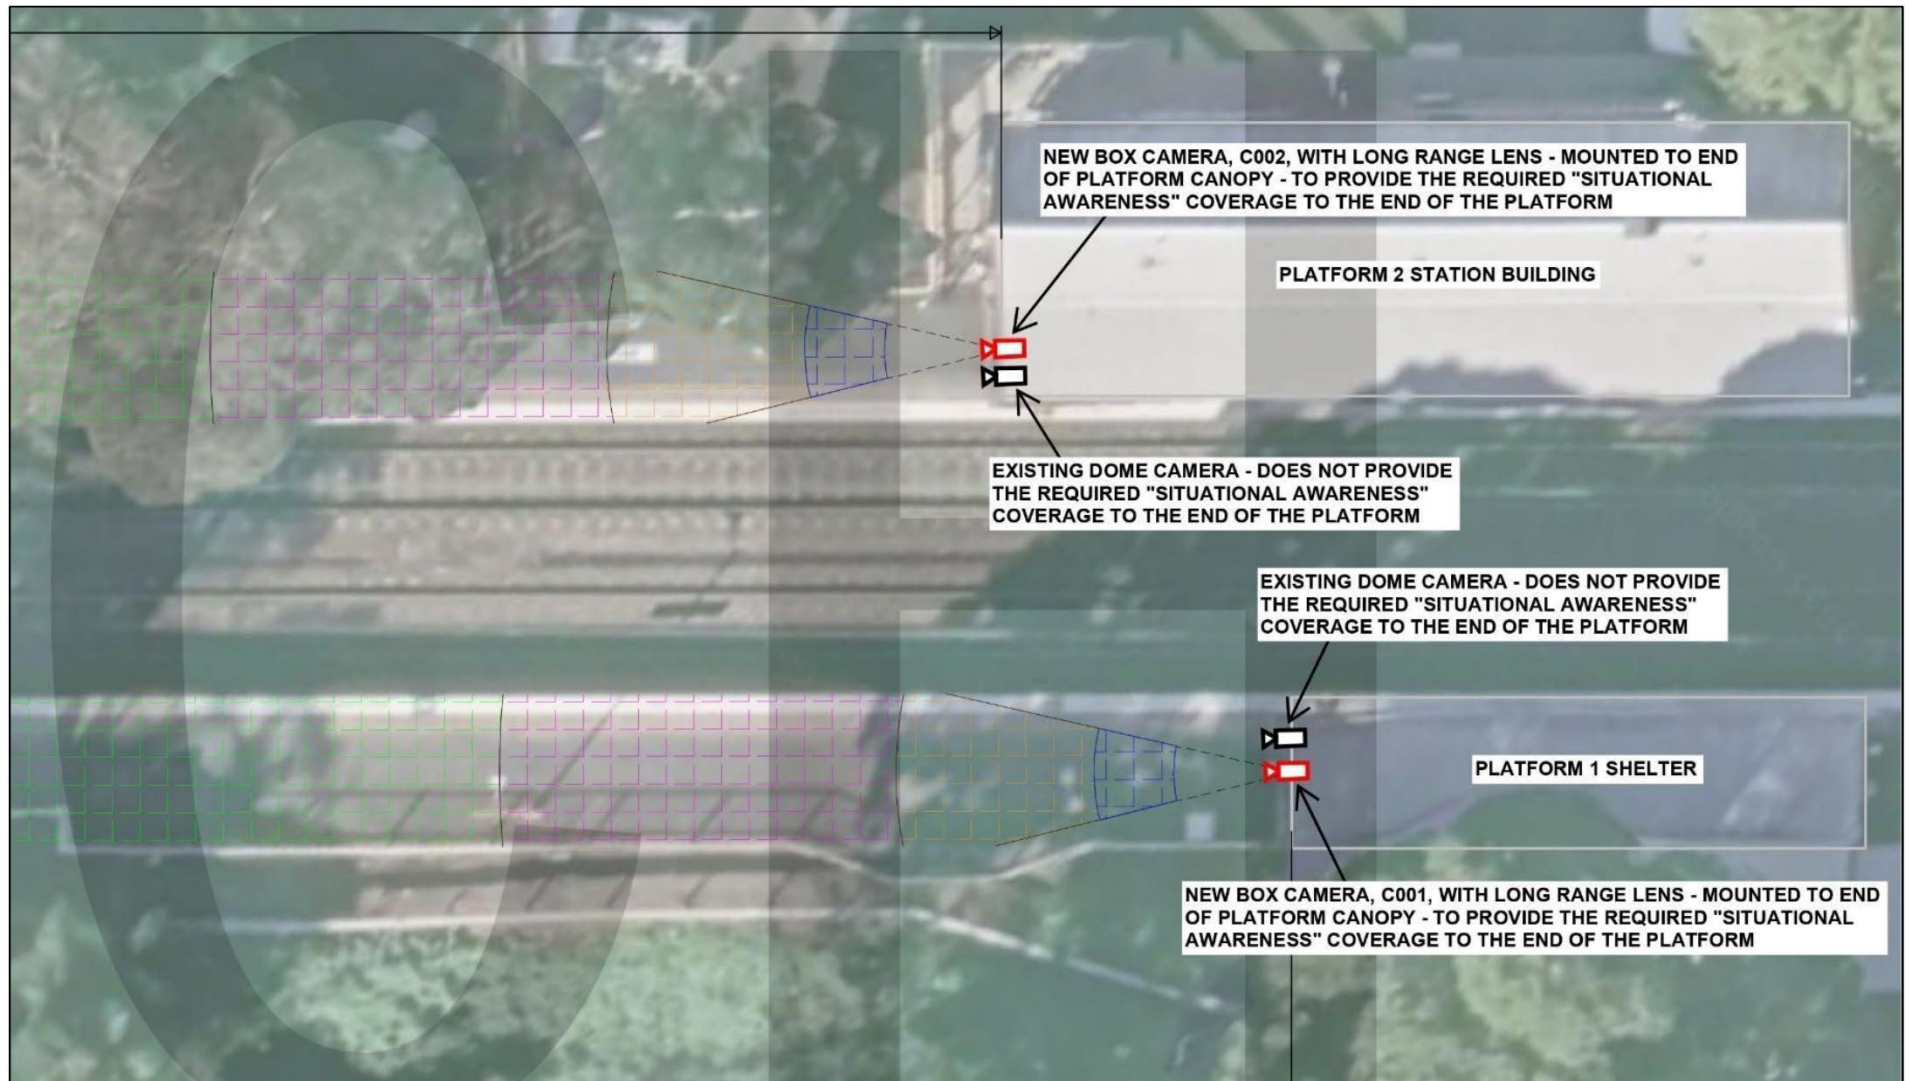 NEW BOX CAMERA, C002, WITH LONG RANGE LENS - MOUNTED TO END
OF PLATFORM CANOPY - TO PROVIDE THE REQUIRED "SITUATIONAL
AWARENESS" COVERAGE TO THE END OF THE PLATFORM
PLATFORM 2 STATION BUILDING
EXISTING DOME CAMERA - DOES NOT PROVIDE
THE REQUIRED "SITUATIONAL AWARENESS"
COVERAGE TO THE END OF THE PLATFORM
EXISTING DOME CAMERA - DOES NOT PROVIDE
THE REQUIRED "SITUATIONAL AWARENESS"
COVERAGE TO THE END OF THE PLATFORM
PLATFORM 1 SHELTER
NEW BOX CAMERA, C001, WITH LONG RANGE LENS - MOUNTED TO END
OF PLATFORM CANOPY - TO PROVIDE THE REQUIRED "SITUATIONAL
AWARENESS" COVERAGE TO THE END OF THE PLATFORM